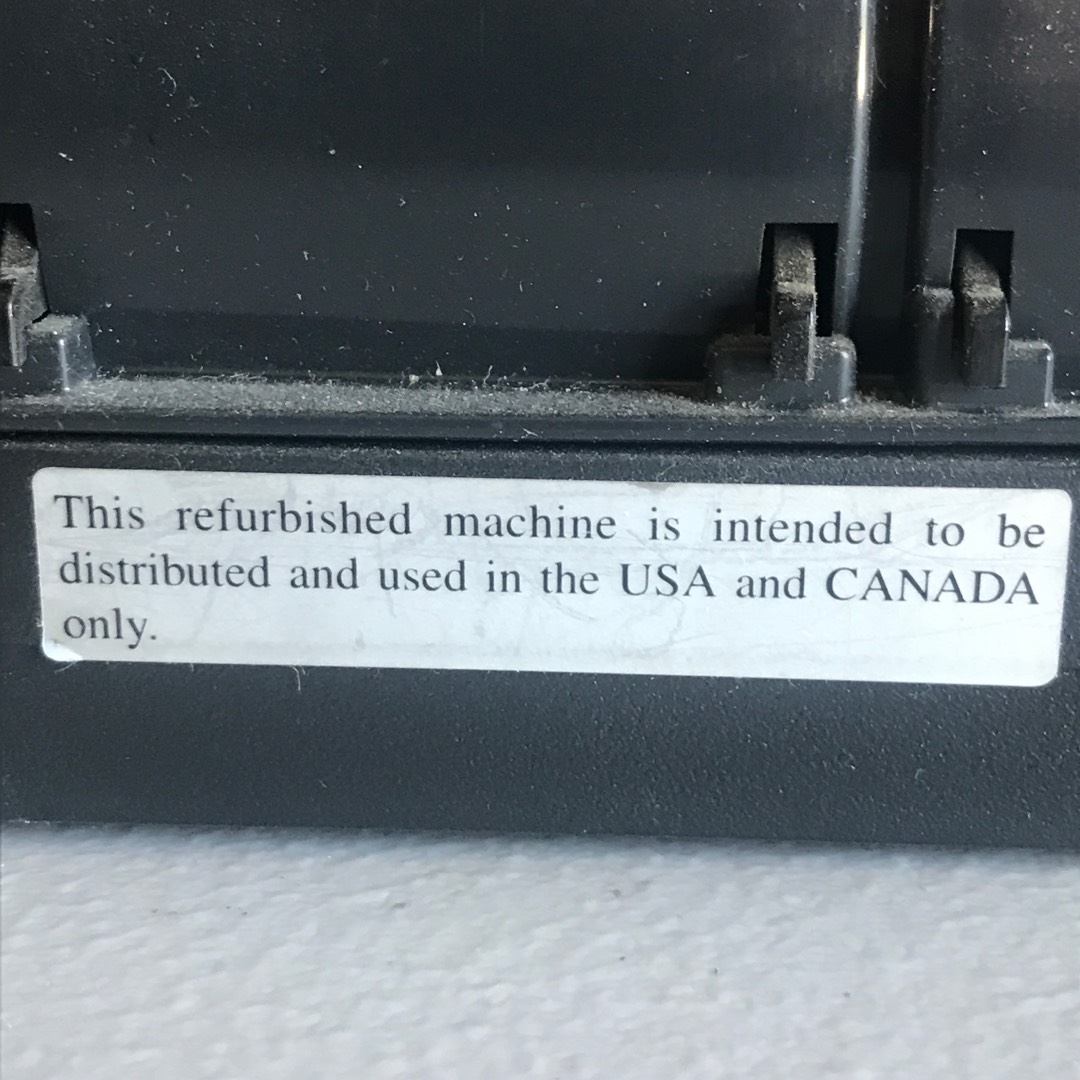 This refurbished machine is intended to be
distributed and used in the USA and CANADA
only.